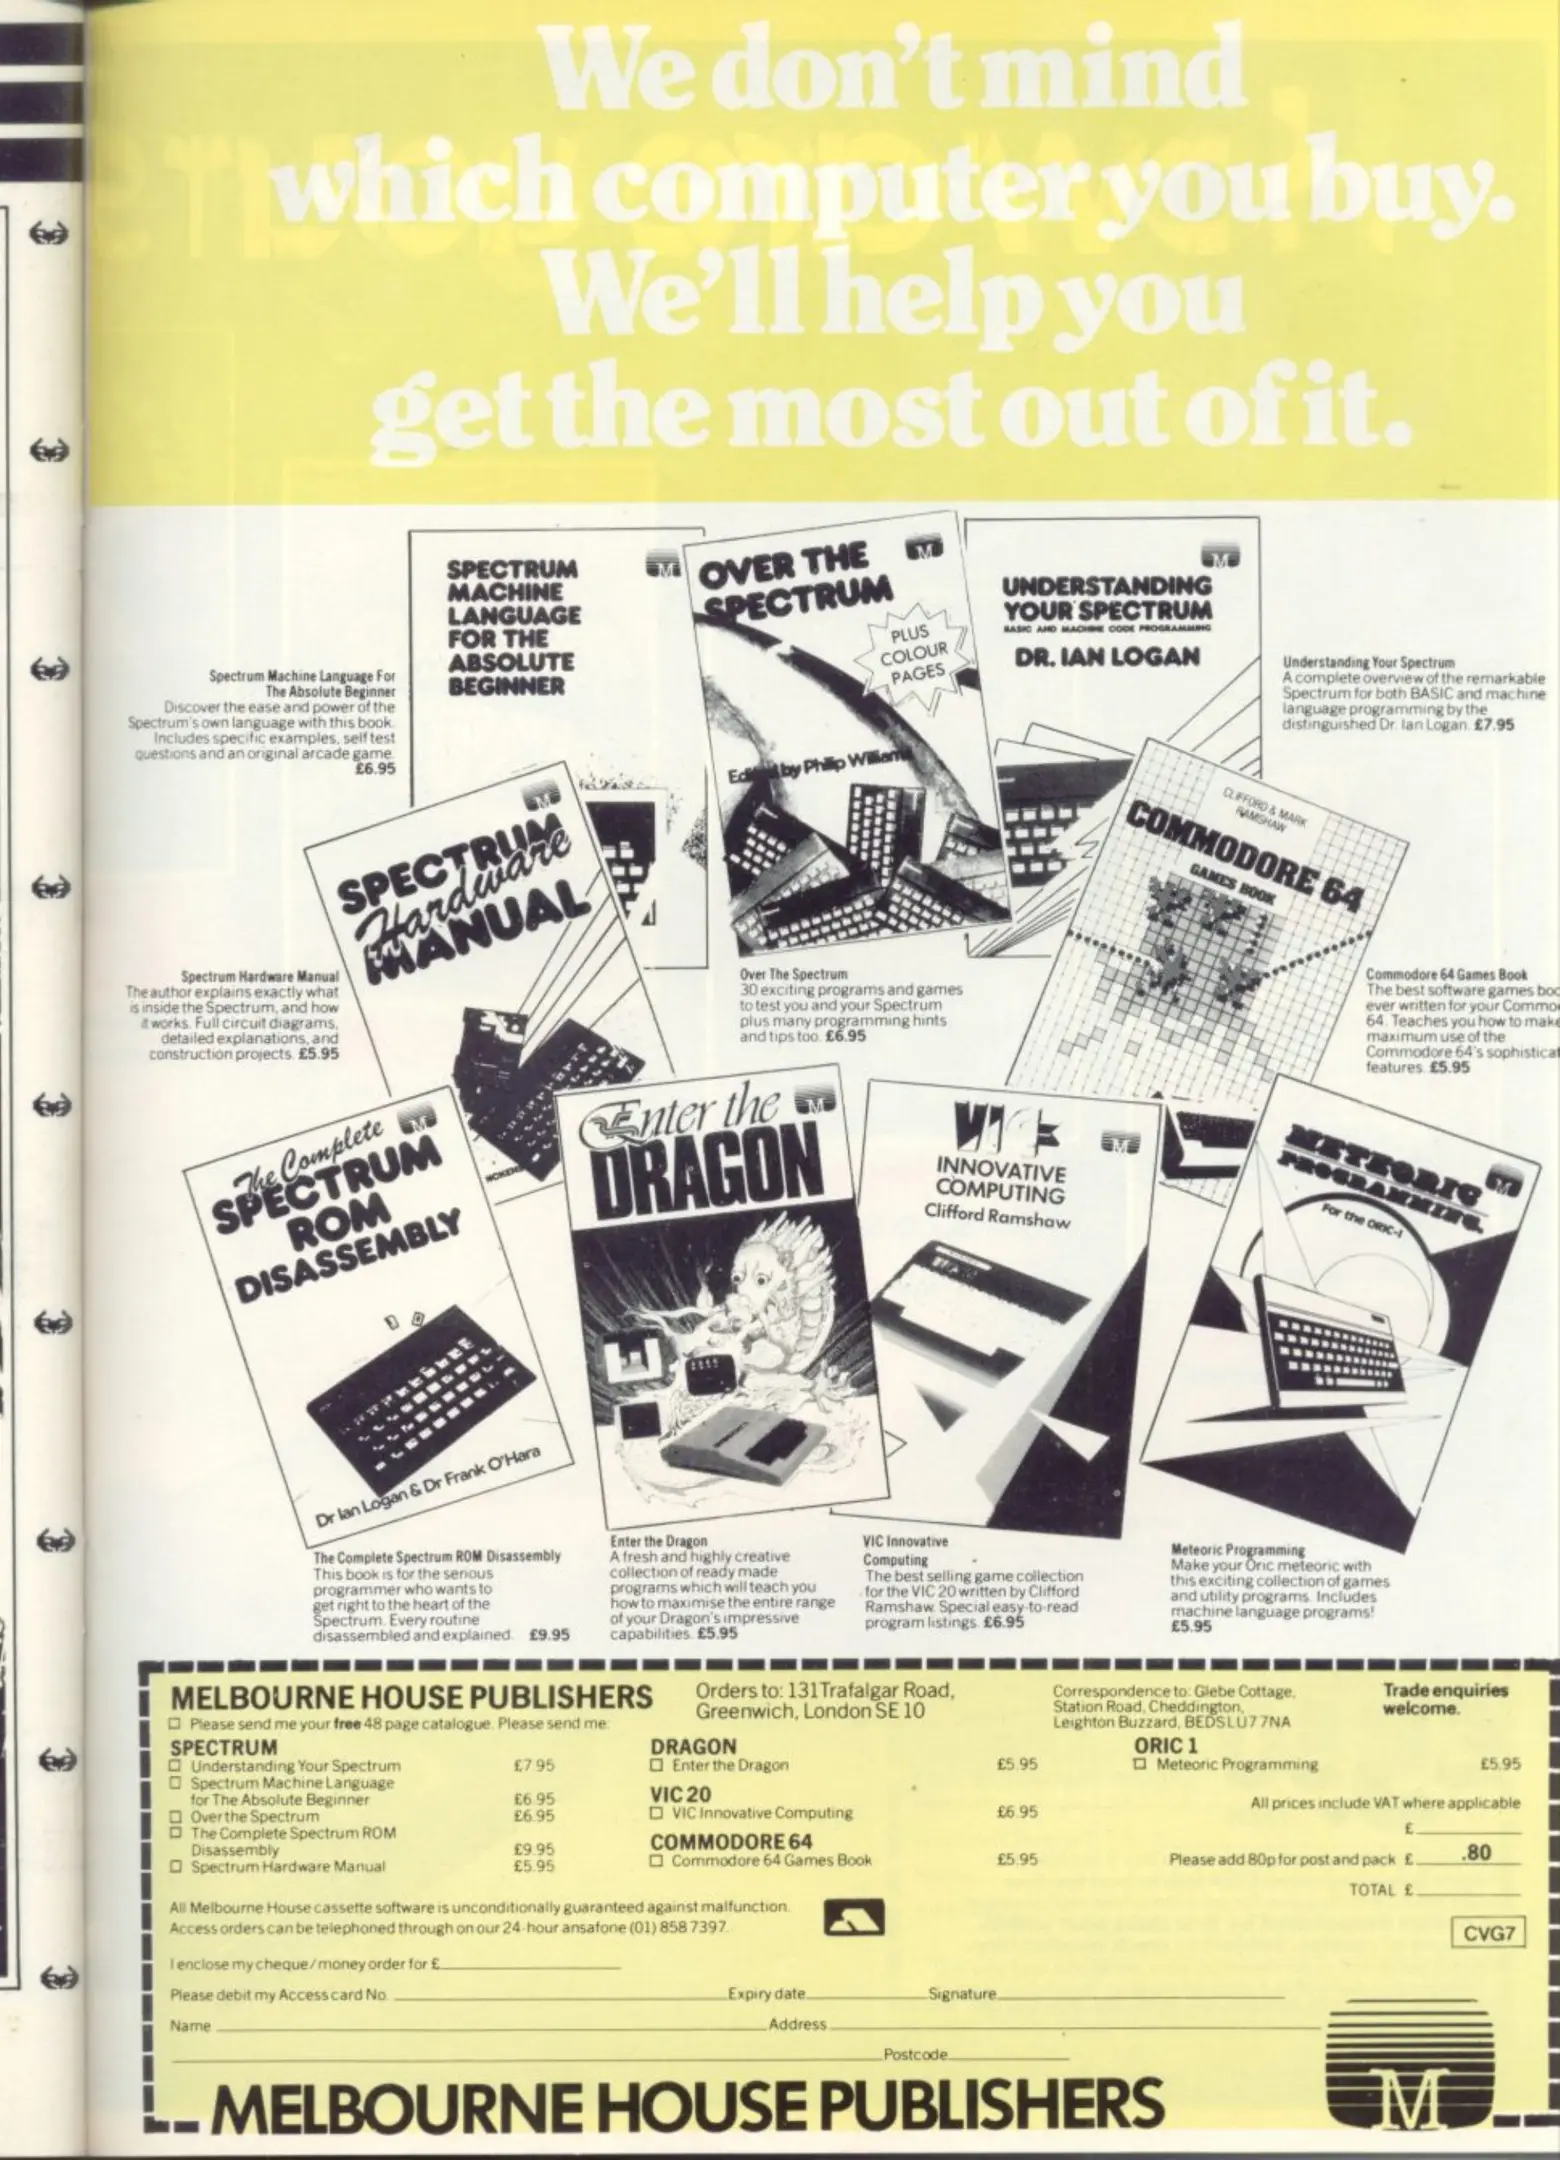 We don't mind
which computer you buy.
We'll help you
get the most out of it.
SPECTRUM
MACHINE
LANGUAGE
FOR THE
ABSOLUTE
BEGINNER
M
OVER THE
SPECTRUM
M
PLUS
COLOUR
PAGES
Edited by Philip Williams
M
UNDERSTANDING
YOUR SPECTRUM
BASIC AND MACHINE CODE PROGRAMMING
DR. IAN LOGAN
Spectrum Machine Language For
The Absolute Beginner
Discover the ease and power of the
Spectrum's own language with this book.
Includes specific examples, self test
questions and an original arcade game.
£6.95
Understanding Your Spectrum
A complete overview of the remarkable
Spectrum for both BASIC and machine
language programming by the
distinguished Dr. Ian Logan. £7.95
M
SPECTRUM
Hardware
MANUAL
CLIFFORD & MARK
RAMSHAW
COMMODORE 64
GAMES BOOK
Spectrum Hardware Manual
The author explains exactly what
is inside the Spectrum, and how
it works. Full circuit diagrams,
detailed explanations, and
construction projects. £5.95
Over The Spectrum
30 exciting programs and games
to test you and your Spectrum
plus many programming hints
and tips too. £6.95
Commodore 64 Games Book
The best software games boo
ever written for your Commo
64. Teaches you how to make
maximum use of the
Commodore 64's sophisticat
features. £5.95
The Complete
M
SPECTRUM
ROM
DISASSEMBLY
Dr Ian Logan & Dr Frank O'Hara
Enter the
M
DRAGON
VIC
M
INNOVATIVE
COMPUTING
Clifford Ramshaw
METEORIC
PROGRAMMING
M
For the ORIC-1
The Complete Spectrum ROM Disassembly
This book is for the serious
programmer who wants to
get right to the heart of the
Spectrum. Every routine
disassembled and explained. £9.95
Enter the Dragon
A fresh and highly creative
collection of ready made
programs which will teach you
how to maximise the entire range
of your Dragon's impressive
capabilities. £5.95
VIC Innovative
Computing
The best selling game collection
for the VIC 20 written by Clifford
Ramshaw. Special easy-to-read
program listings. £6.95
Meteoric Programming
Make your Oric meteoric with
this exciting collection of games
and utility programs. Includes
machine language programs!
£5.95
MELBOURNE HOUSE PUBLISHERS
Orders to: 131 Trafalgar Road,
Greenwich, London SE 10
Correspondence to: Glebe Cottage,
Station Road, Cheddington,
Leighton Buzzard, BEDS LU7 7NA
Trade enquiries
welcome.
Please send me your free 48 page catalogue. Please send me:
SPECTRUM
Understanding Your Spectrum £7.95
Spectrum Machine Language
for The Absolute Beginner £6.95
Over the Spectrum £6.95
The Complete Spectrum ROM
Disassembly £9.95
Spectrum Hardware Manual £5.95
DRAGON
Enter the Dragon £5.95
VIC 20
VIC Innovative Computing £6.95
COMMODORE 64
Commodore 64 Games Book £5.95
ORIC 1
Meteoric Programming £5.95
All prices include VAT where applicable
£
Please add 80p for post and pack £ .80
TOTAL £
All Melbourne House cassette software is unconditionally guaranteed against malfunction.
Access orders can be telephoned through on our 24-hour ansafone (01) 858 7397.
CVG7
I enclose my cheque/money order for £
Please debit my Access card No. Expiry date Signature
Name Address
Postcode
MELBOURNE HOUSE PUBLISHERS
M